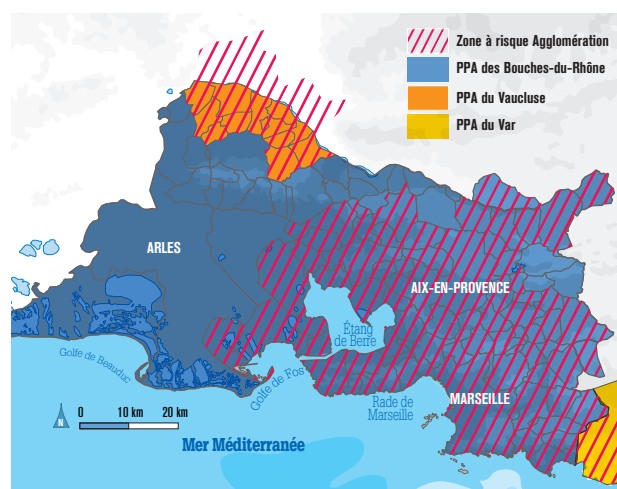 Zone à risque Agglomération
PPA des Bouches-du-Rhône
PPA du Vaucluse
PPA du Var
ARLES
AIX-EN-PROVENCE
Étang
de Berre
Golfe de Beauduc
Golfe de Fos
Rade de
Marseille
MARSEILLE
N
0 10 km 20 km
Mer Méditerranée